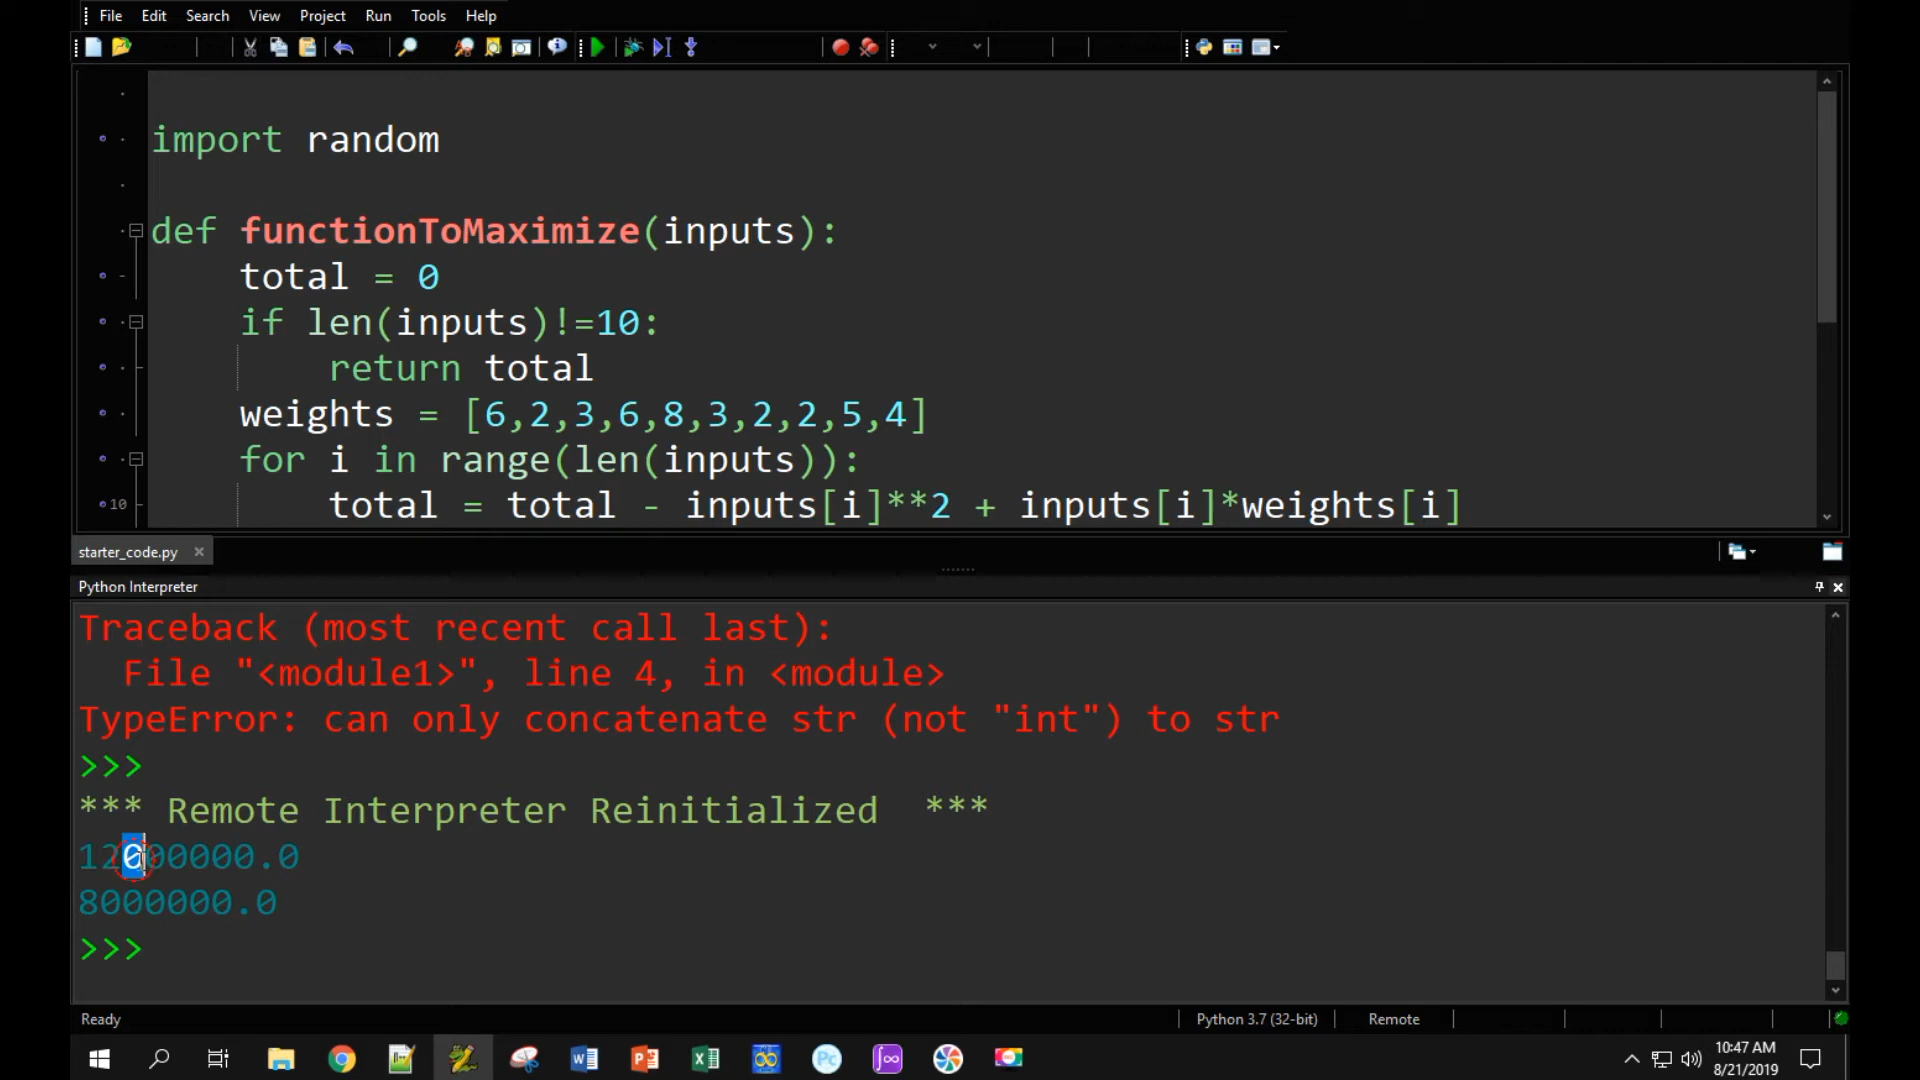 File Edit Search View Project Run Tools Help
import random
def functionToMaximize(inputs):
total = 0
if len(inputs)!=10:
return total
weights = [6,2,3,6,8,3,2,2,5,4]
for i in range(len(inputs)):
10
total = total - inputs[i]**2 + inputs[i]*weights[i]
starter_code.py
Python Interpreter
Traceback (most recent call last):
File "<module1>", line 4, in <module>
TypeError: can only concatenate str (not "int") to str
>>>
*** Remote Interpreter Reinitialized ***
12000000.0
8000000.0
>>>
Ready
Python 3.7 (32-bit)
Remote
10:47 AM
8/21/2019